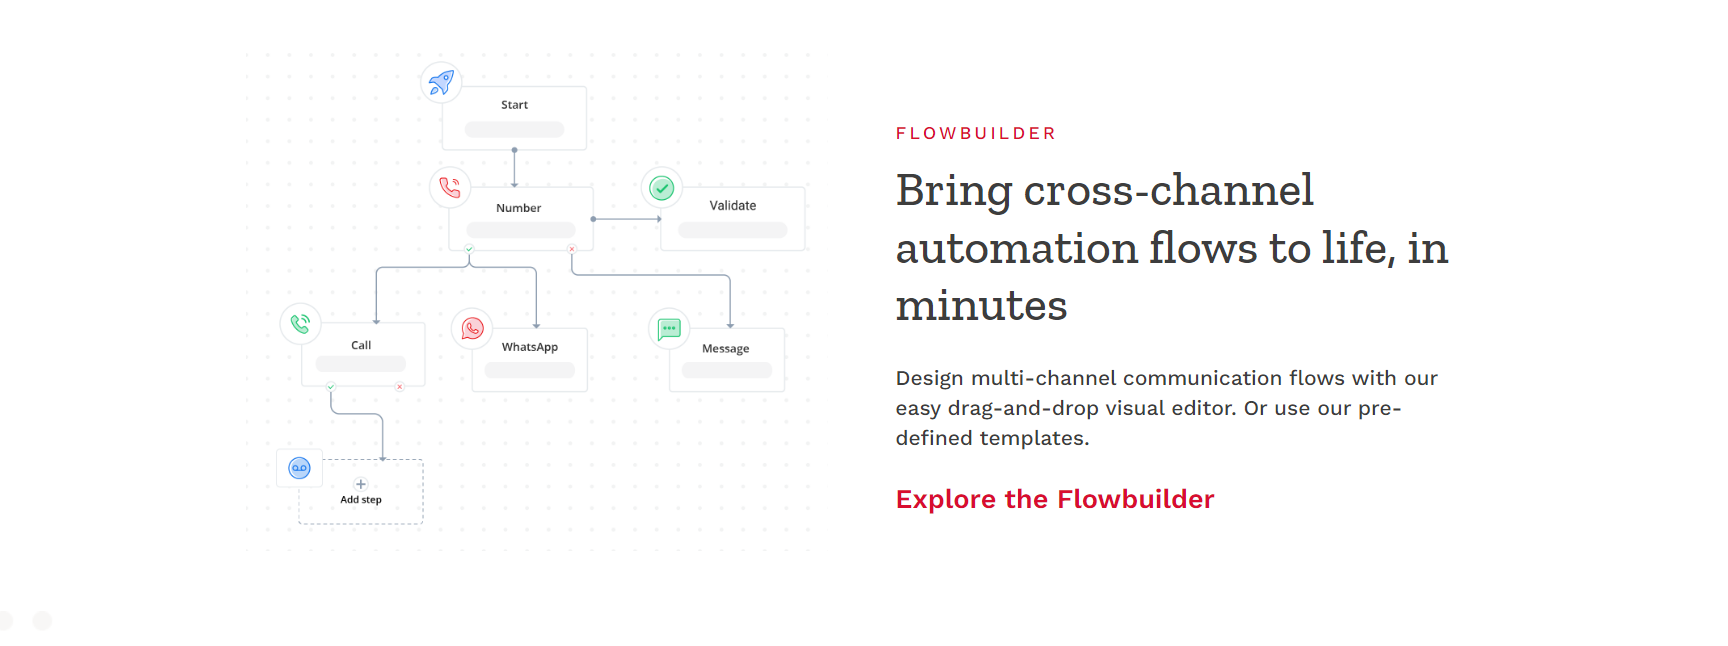 Start
Number
Validate
Call
WhatsApp
Message
Add step
FLOWBUILDER
Bring cross-channel
automation flows to life, in
minutes
Design multi-channel communication flows with our
easy drag-and-drop visual editor. Or use our pre-
defined templates.
Explore the Flowbuilder